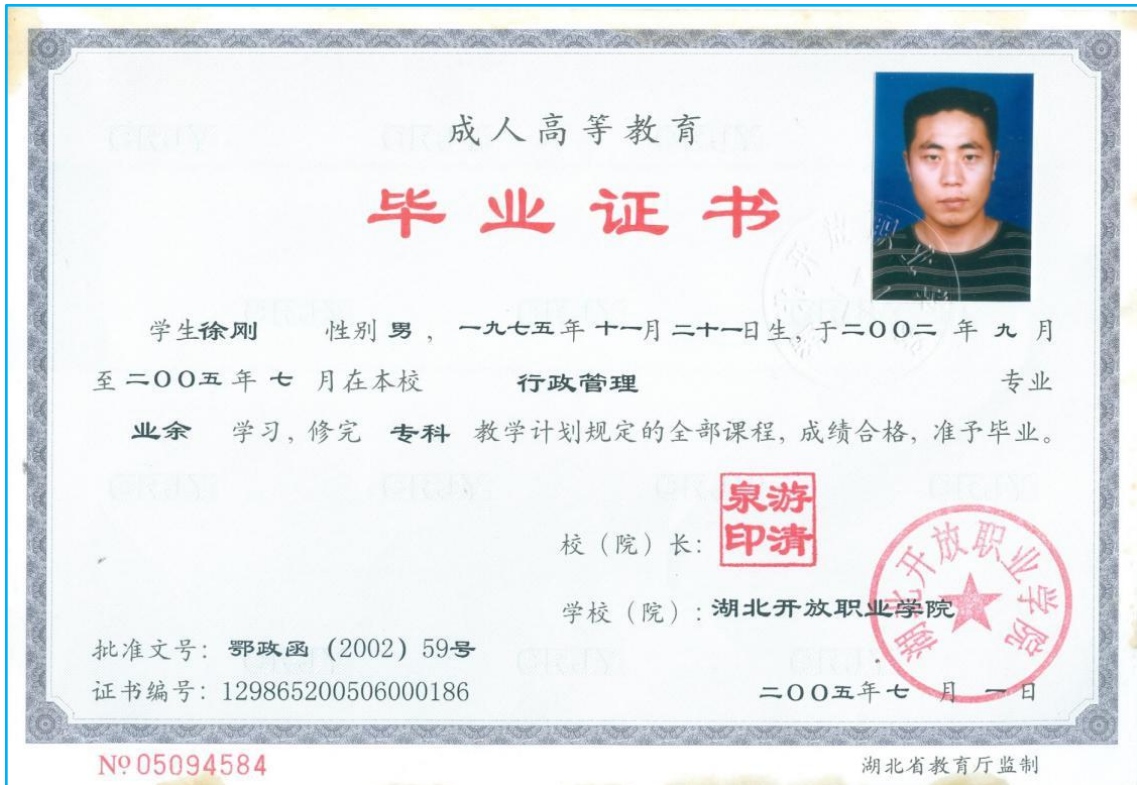 成人高等教育
毕业证书
学生徐刚 性别男，一九七五年十一月二十一日生，于二〇〇二年九月
至二〇〇五年七月在本校 行政管理 专业
业余 学习，修完 专科 教学计划规定的全部课程，成绩合格，准予毕业。
游清泉印
校（院）长：
湖北开放职业学院
学校（院）：湖北开放职业学院
批准文号：鄂政函（2002）59号
证书编号：129865200506000186
二〇〇五年七月一日
№ 05094584
湖北省教育厅监制